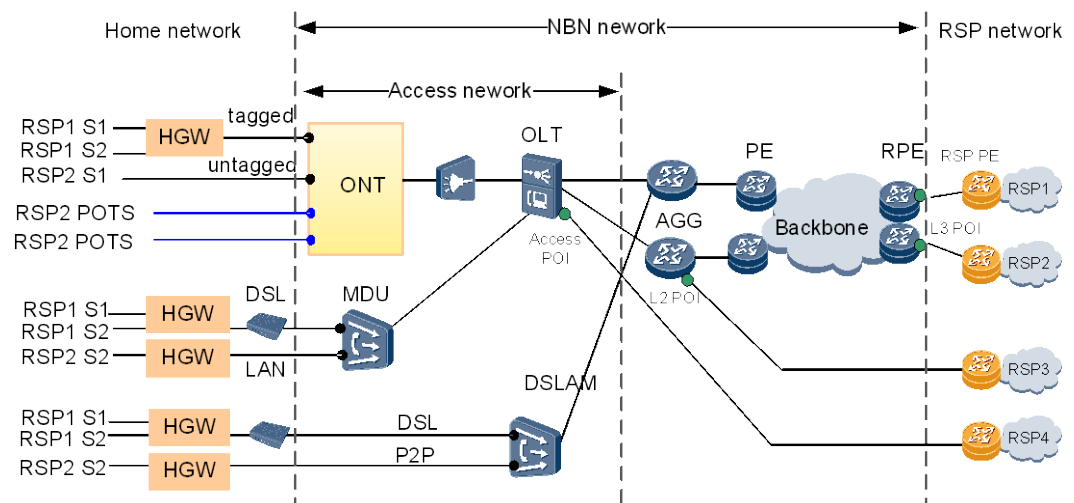 Home network
NBN nework
RSP network
Access nework
RSP1 S1
RSP1 S2
HGW
tagged
RSP2 S1
untagged
RSP2 POTS
RSP2 POTS
ONT
OLT
Access
POI
AGG
L2 POI
PE
Backbone
RPE
RSP PE
RSP1
L3 POI
RSP2
RSP1 S1
RSP1 S2
HGW
DSL
RSP2 S2
HGW
LAN
MDU
DSLAM
RSP3
RSP1 S1
RSP1 S2
HGW
DSL
RSP2 S2
HGW
P2P
RSP4